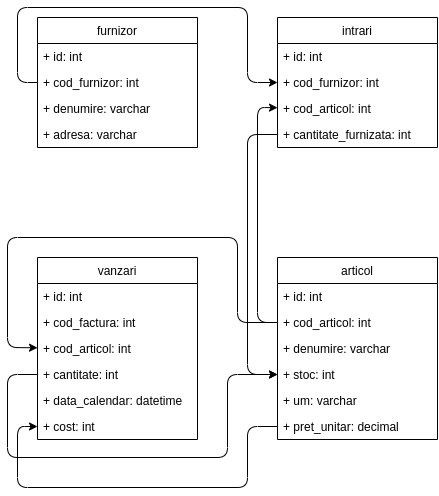 furnizor
+ id: int
+ cod_furnizor: int
+ denumire: varchar
+ adresa: varchar
intrari
+ id: int
+ cod_furnizor: int
+ cod_articol: int
+ cantitate_furnizata: int
vanzari
+ id: int
+ cod_factura: int
+ cod_articol: int
+ cantitate: int
+ data_calendar: datetime
+ cost: int
articol
+ id: int
+ cod_articol: int
+ denumire: varchar
+ stoc: int
+ um: varchar
+ pret_unitar: decimal